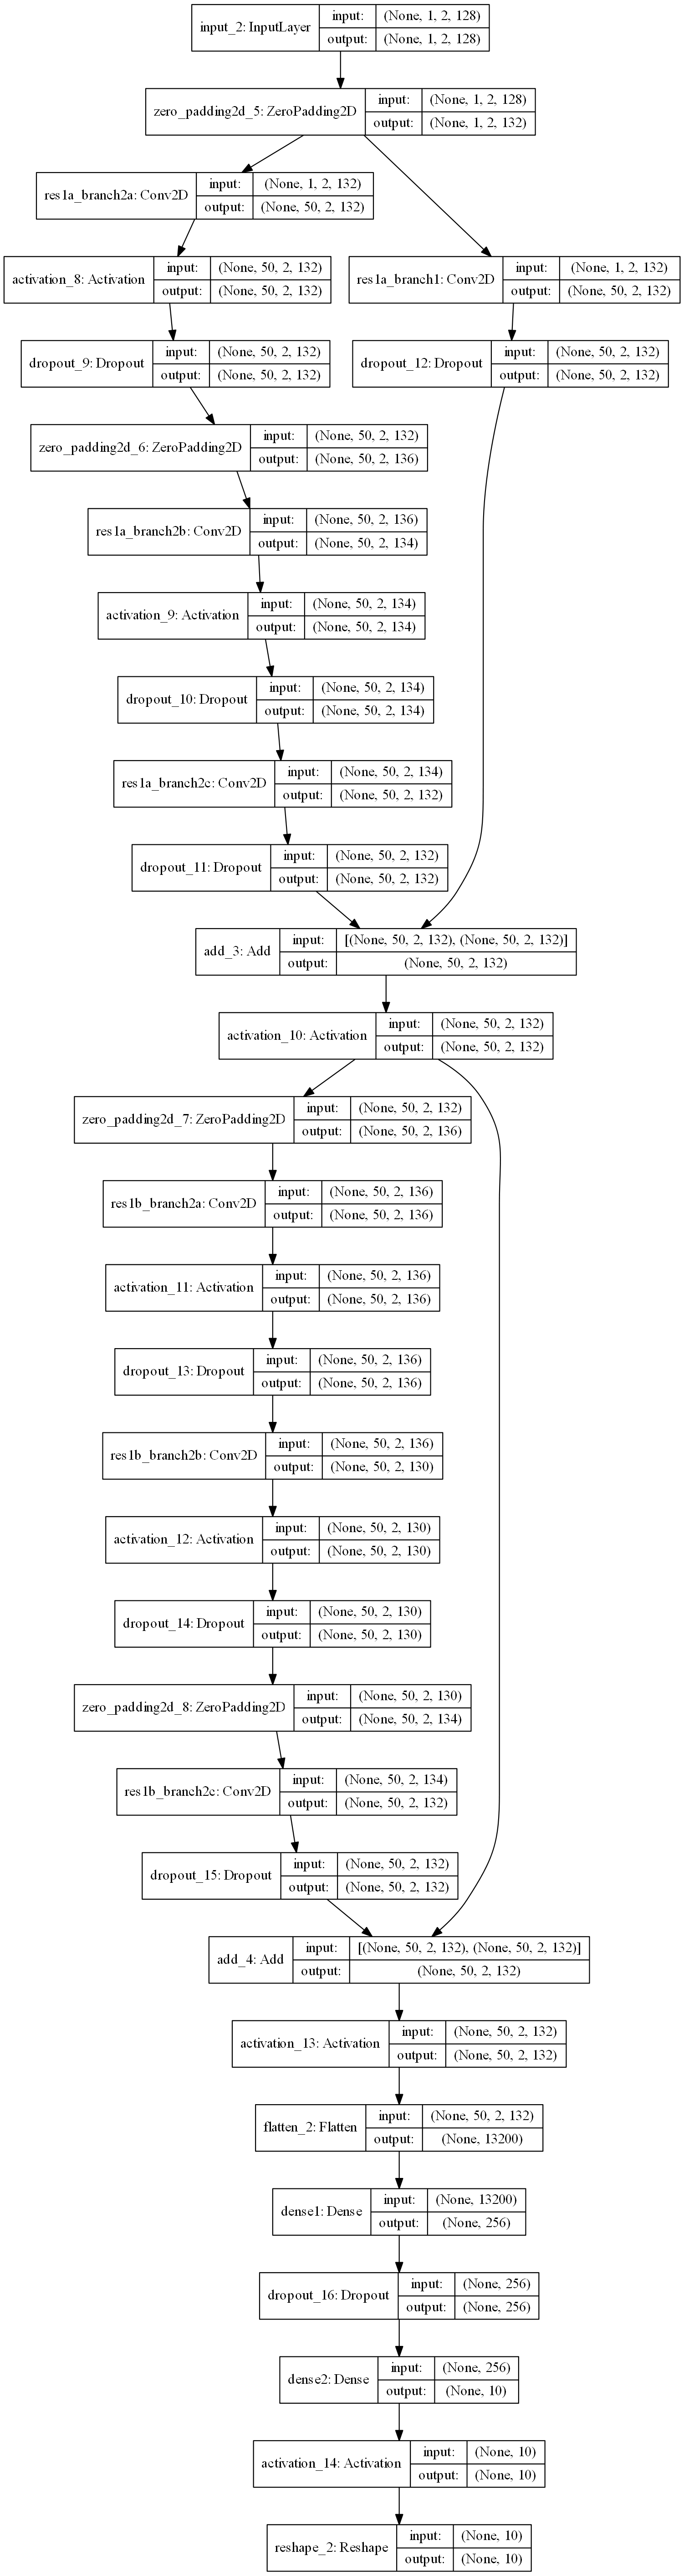 input_2: InputLayer
input: (None, 1, 2, 128)
output: (None, 1, 2, 128)
zero_padding2d_5: ZeroPadding2D
input: (None, 1, 2, 128)
output: (None, 1, 2, 132)
res1a_branch2a: Conv2D
input: (None, 1, 2, 132)
output: (None, 50, 2, 132)
activation_8: Activation
input: (None, 50, 2, 132)
output: (None, 50, 2, 132)
res1a_branch1: Conv2D
input: (None, 1, 2, 132)
output: (None, 50, 2, 132)
dropout_9: Dropout
input: (None, 50, 2, 132)
output: (None, 50, 2, 132)
dropout_12: Dropout
input: (None, 50, 2, 132)
output: (None, 50, 2, 132)
zero_padding2d_6: ZeroPadding2D
input: (None, 50, 2, 132)
output: (None, 50, 2, 136)
res1a_branch2b: Conv2D
input: (None, 50, 2, 136)
output: (None, 50, 2, 134)
activation_9: Activation
input: (None, 50, 2, 134)
output: (None, 50, 2, 134)
dropout_10: Dropout
input: (None, 50, 2, 134)
output: (None, 50, 2, 134)
res1a_branch2c: Conv2D
input: (None, 50, 2, 134)
output: (None, 50, 2, 132)
dropout_11: Dropout
input: (None, 50, 2, 132)
output: (None, 50, 2, 132)
add_3: Add
input: [(None, 50, 2, 132), (None, 50, 2, 132)]
output: (None, 50, 2, 132)
activation_10: Activation
input: (None, 50, 2, 132)
output: (None, 50, 2, 132)
zero_padding2d_7: ZeroPadding2D
input: (None, 50, 2, 132)
output: (None, 50, 2, 136)
res1b_branch2a: Conv2D
input: (None, 50, 2, 136)
output: (None, 50, 2, 136)
activation_11: Activation
input: (None, 50, 2, 136)
output: (None, 50, 2, 136)
dropout_13: Dropout
input: (None, 50, 2, 136)
output: (None, 50, 2, 136)
res1b_branch2b: Conv2D
input: (None, 50, 2, 136)
output: (None, 50, 2, 130)
activation_12: Activation
input: (None, 50, 2, 130)
output: (None, 50, 2, 130)
dropout_14: Dropout
input: (None, 50, 2, 130)
output: (None, 50, 2, 130)
zero_padding2d_8: ZeroPadding2D
input: (None, 50, 2, 130)
output: (None, 50, 2, 134)
res1b_branch2c: Conv2D
input: (None, 50, 2, 134)
output: (None, 50, 2, 132)
dropout_15: Dropout
input: (None, 50, 2, 132)
output: (None, 50, 2, 132)
add_4: Add
input: [(None, 50, 2, 132), (None, 50, 2, 132)]
output: (None, 50, 2, 132)
activation_13: Activation
input: (None, 50, 2, 132)
output: (None, 50, 2, 132)
flatten_2: Flatten
input: (None, 50, 2, 132)
output: (None, 13200)
dense1: Dense
input: (None, 13200)
output: (None, 256)
dropout_16: Dropout
input: (None, 256)
output: (None, 256)
dense2: Dense
input: (None, 256)
output: (None, 10)
activation_14: Activation
input: (None, 10)
output: (None, 10)
reshape_2: Reshape
input: (None, 10)
output: (None, 10)